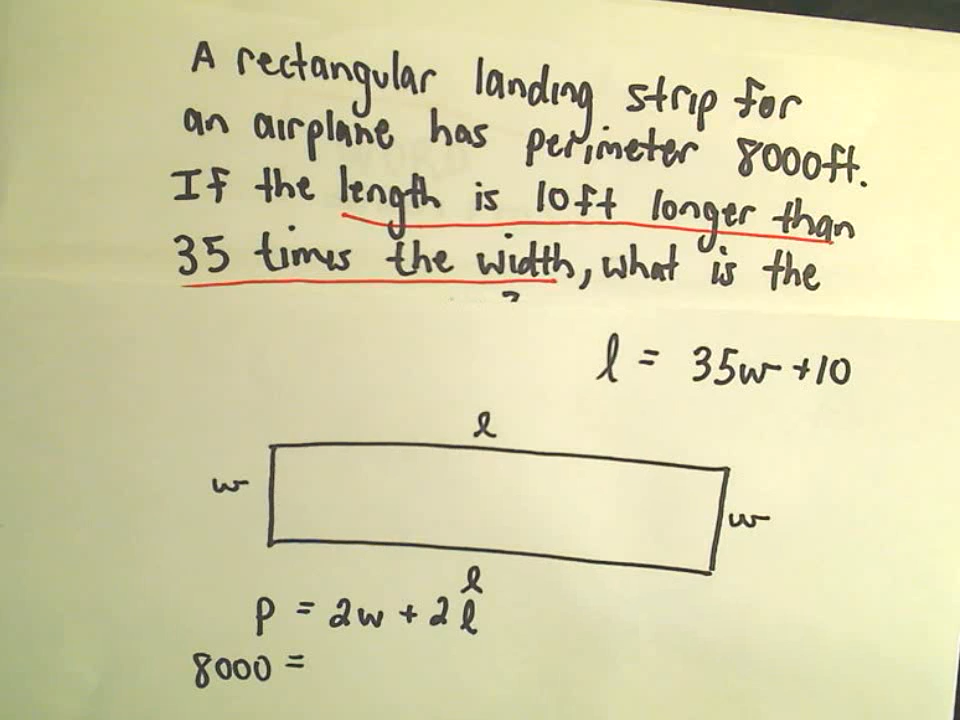 A rectangular landing strip for
an airplane has perimeter 8000ft.
If the length is 10ft longer than
35 times the width, what is the
?
l = 35w + 10
l
w
w
l
P = 2w + 2l
8000 =